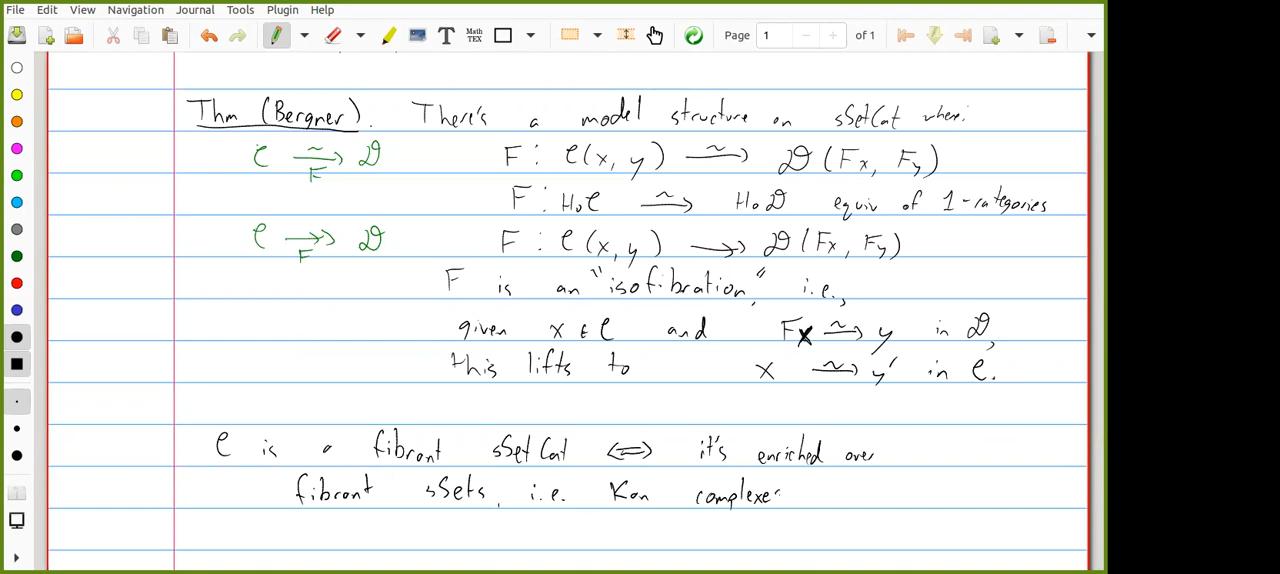 File Edit View Navigation Journal Tools Plugin Help
T Math TEX Page 1 of 1
Thm (Bergner). There's a model structure on sSetCat where:
C ~→ D F : C(x, y) ~→ D(Fx, Fy)
F
F : HoC ~→ HoD equiv of 1-categories
C ↠ D F : C(x, y) ↠ D(Fx, Fy)
F
F is an "isofibration," i.e.,
given x ∈ C and Fx ~→ y in D,
this lifts to x ~→ y' in C.
C is a fibrant sSetCat ⇔ it's enriched over
fibrant sSets, i.e. Kan complexes